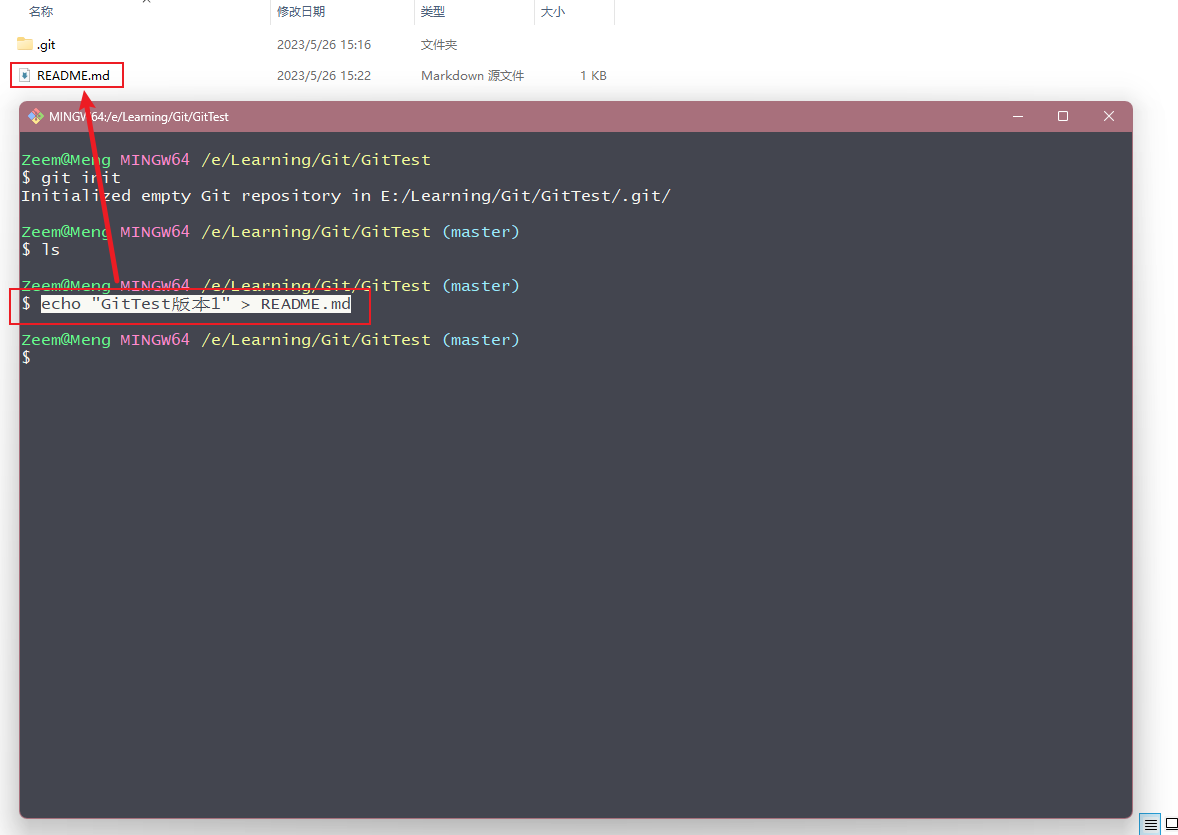 名称 修改日期 类型 大小
.git 2023/5/26 15:16 文件夹
README.md 2023/5/26 15:22 Markdown 源文件 1 KB
MINGW64:/e/Learning/Git/GitTest
Zeem@Meng MINGW64 /e/Learning/Git/GitTest
$ git init
Initialized empty Git repository in E:/Learning/Git/GitTest/.git/
Zeem@Meng MINGW64 /e/Learning/Git/GitTest (master)
$ ls
Zeem@Meng MINGW64 /e/Learning/Git/GitTest (master)
$ echo "GitTest版本1" > README.md
Zeem@Meng MINGW64 /e/Learning/Git/GitTest (master)
$